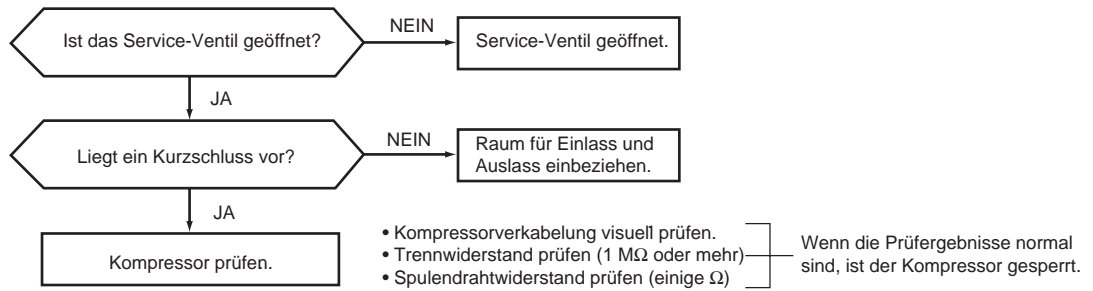 Ist das Service-Ventil geöffnet?
NEIN
Service-Ventil geöffnet.
JA
Liegt ein Kurzschluss vor?
NEIN
Raum für Einlass und
Auslass einbeziehen.
JA
Kompressor prüfen.
• Kompressorverkabelung visuell prüfen.
• Trennwiderstand prüfen (1 MΩ oder mehr)
• Spulendrahtwiderstand prüfen (einige Ω)
Wenn die Prüfergebnisse normal
sind, ist der Kompressor gesperrt.